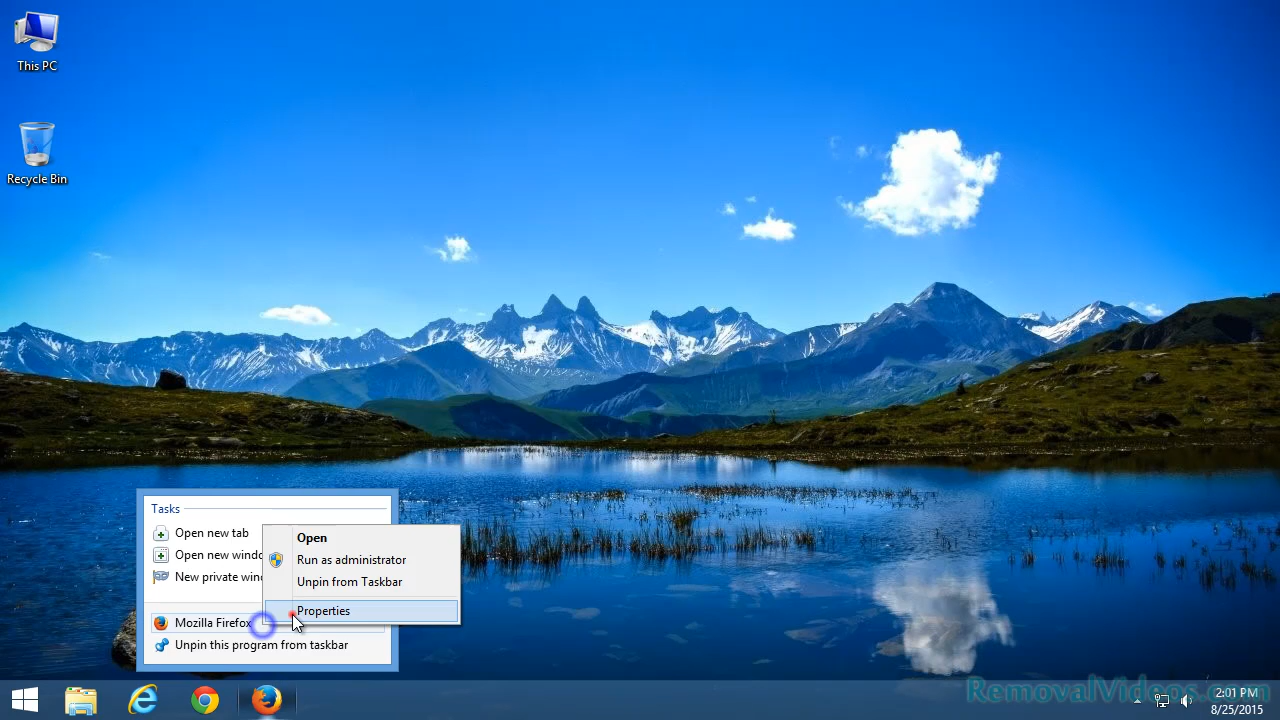 This PC
Recycle Bin
Tasks
Open new tab
Open new windo
New private win
Mozilla Firefox
Unpin this program from taskbar
Open
Run as administrator
Unpin from Taskbar
Properties
RemovalVideos.com
2:01 PM
8/25/2015